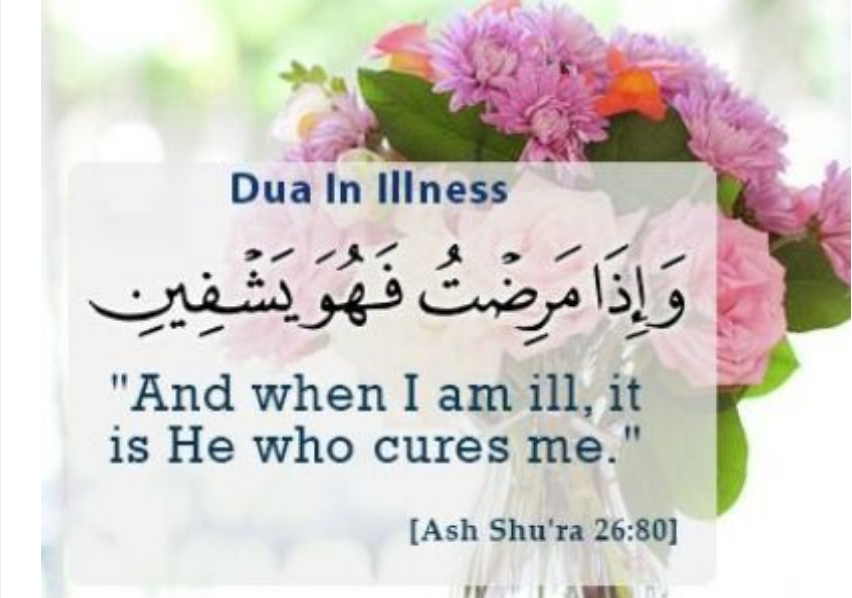 Dua In Illness
وَإِذَا مَرِضْتُ فَهُوَ يَشْفِينِ
"And when I am ill, it
is He who cures me."
[Ash Shu'ra 26:80]